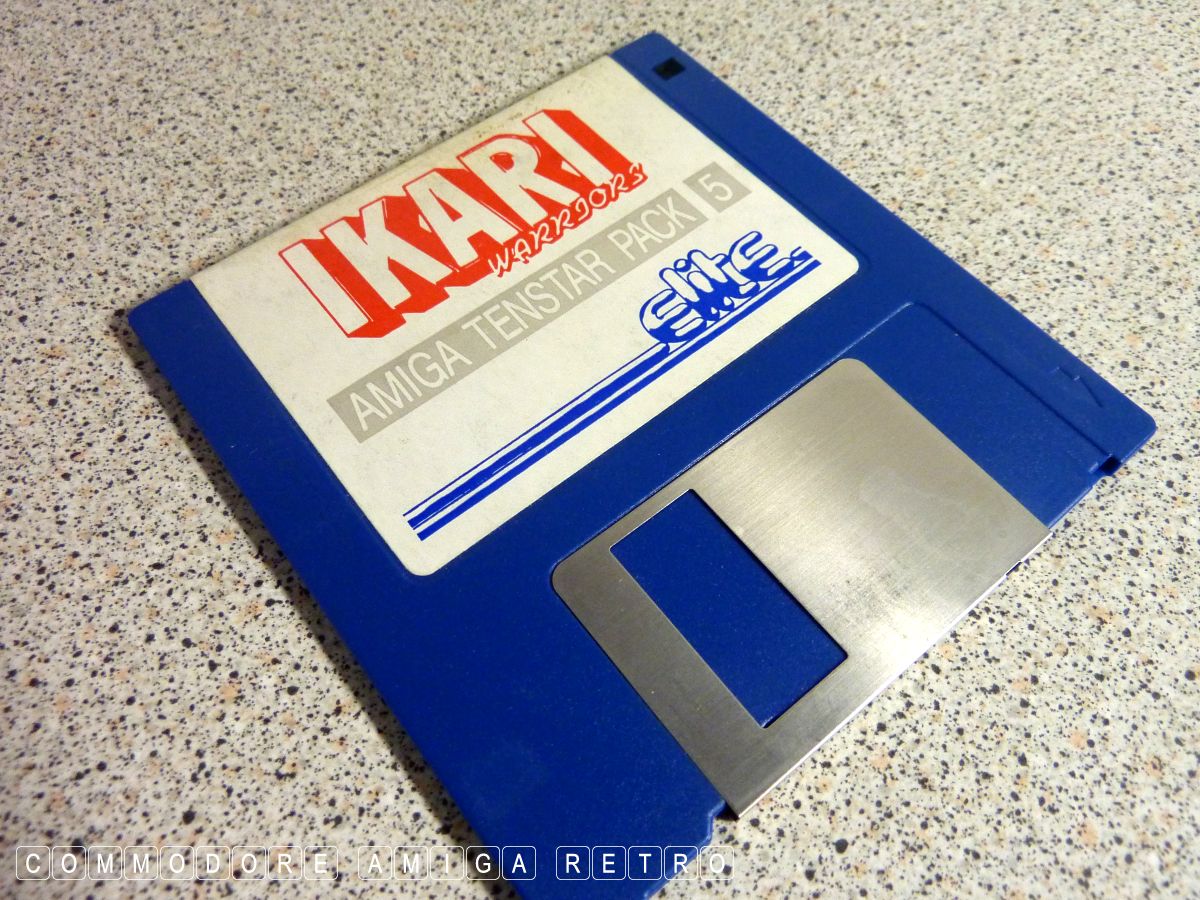 IKARI
WARRIORS
AMIGA TENSTAR PACK 5
Elite
COMMODORE AMIGA RETRO